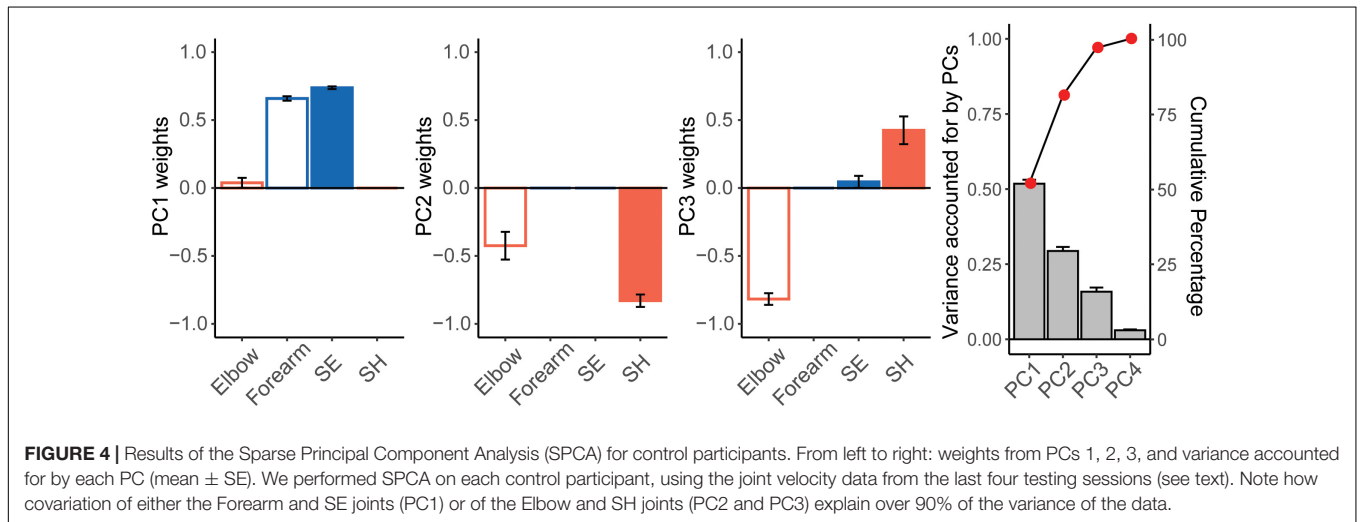 PC1 weights
1.0
0.5
0.0
−0.5
−1.0
Elbow
Forearm
SE
SH
PC2 weights
1.0
0.5
0.0
−0.5
−1.0
Elbow
Forearm
SE
SH
PC3 weights
1.0
0.5
0.0
−0.5
−1.0
Elbow
Forearm
SE
SH
Variance accounted for by PCs
1.00
0.75
0.50
0.25
0.00
PC1
PC2
PC3
PC4
100
75
50
25
0
Cumulative Percentage
FIGURE 4 | Results of the Sparse Principal Component Analysis (SPCA) for control participants. From left to right: weights from PCs 1, 2, 3, and variance accounted
for by each PC (mean ± SE). We performed SPCA on each control participant, using the joint velocity data from the last four testing sessions (see text). Note how
covariation of either the Forearm and SE joints (PC1) or of the Elbow and SH joints (PC2 and PC3) explain over 90% of the variance of the data.